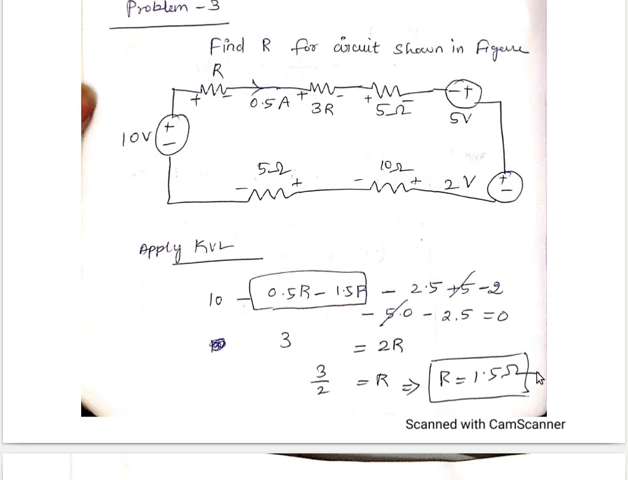 Problem - 3
Find R for circuit shown in figure
R
+ - 0.5A + 3R - + 5Ω - - +
5V
10V + -
5Ω 10Ω
- + - + 2V + -
Apply KVL
10 - 0.5R - 1.5R - 2.5 +5 -2
- 5.0 - 2.5 = 0
3 = 2R
3/2 = R ⇒ R = 1.5Ω
Scanned with CamScanner